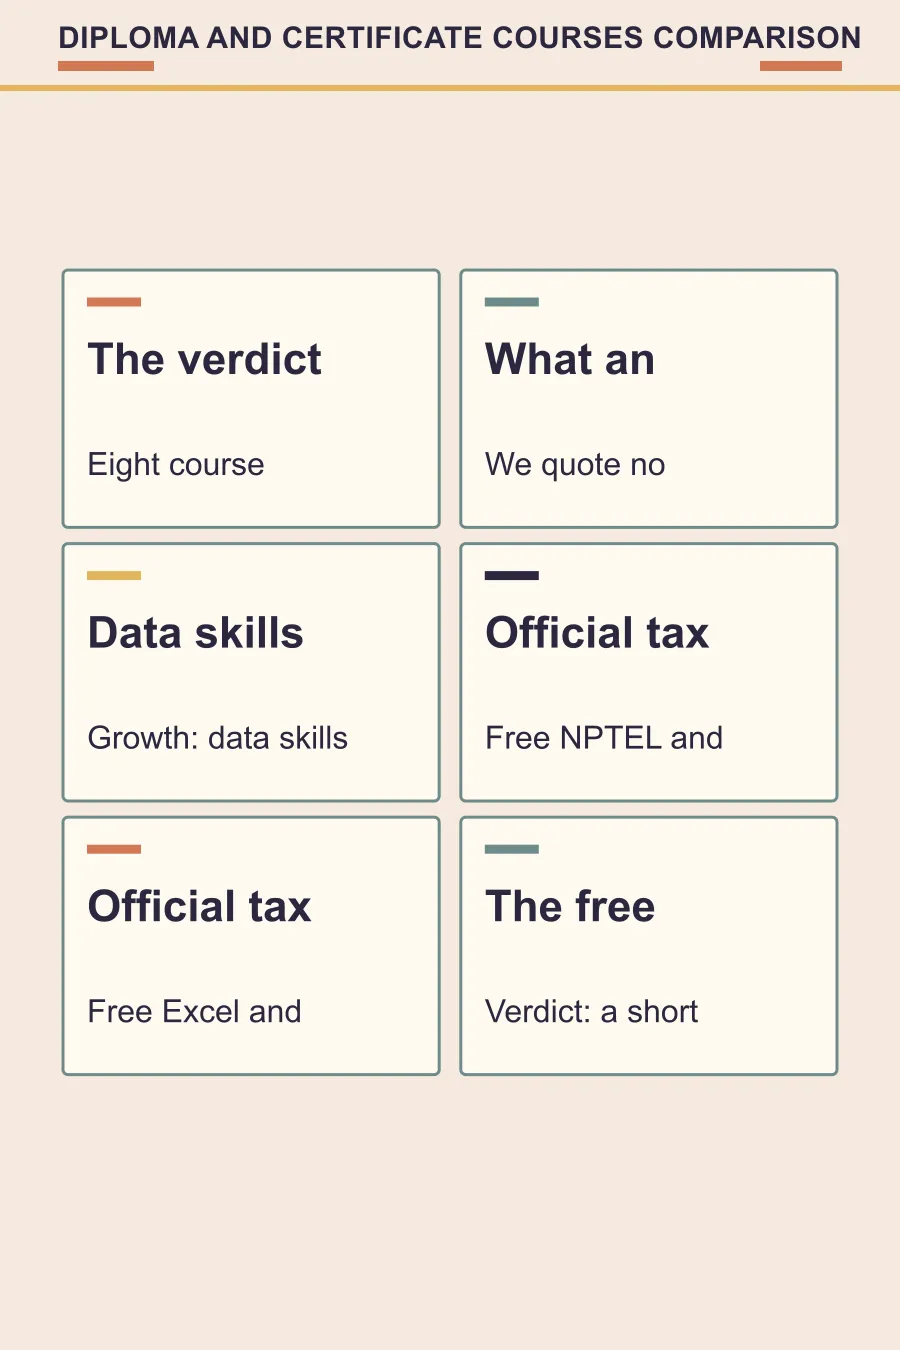 DIPLOMA AND CERTIFICATE COURSES COMPARISON
The verdict
Eight course
What an
We quote no
Data skills
Growth: data skills
Official tax
Free NPTEL and
Official tax
Free Excel and
The free
Verdict: a short